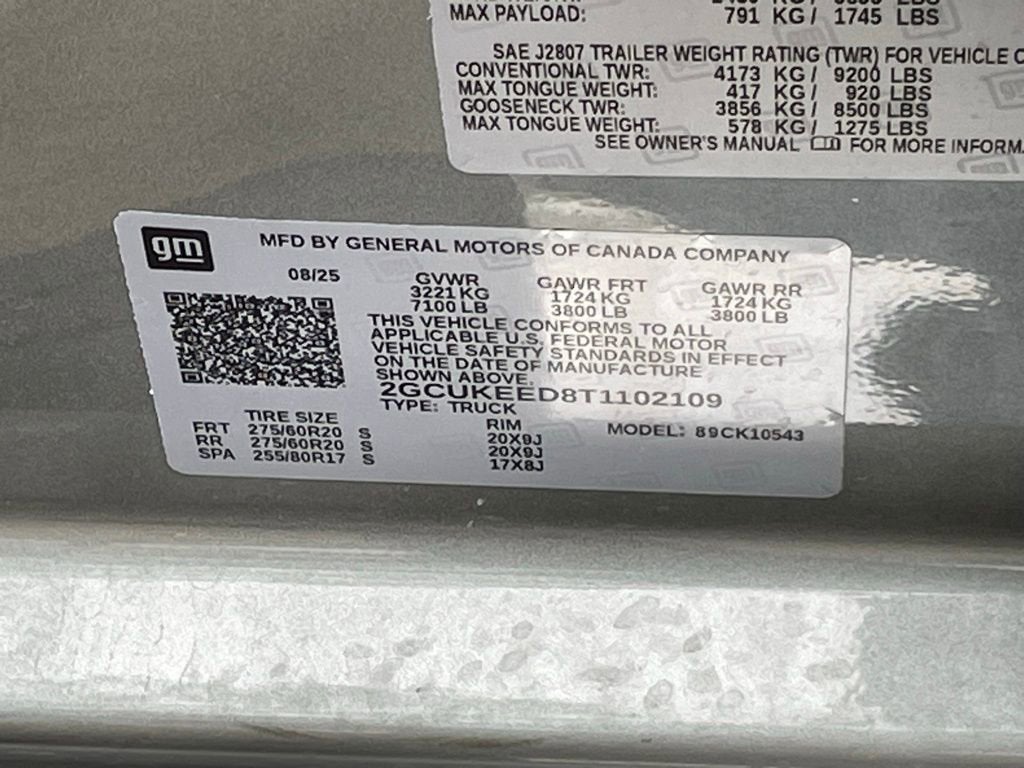 MAX PAYLOAD: 791 KG / 1745 LBS
SAE J2807 TRAILER WEIGHT RATING (TWR) FOR VEHICLE
CONVENTIONAL TWR: 4173 KG / 9200 LBS
MAX TONGUE WEIGHT: 417 KG / 920 LBS
GOOSENECK TWR: 3856 KG / 8500 LBS
MAX TONGUE WEIGHT: 578 KG / 1275 LBS
SEE OWNER'S MANUAL FOR MORE INFORM
gm
MFD BY GENERAL MOTORS OF CANADA COMPANY
08/25
GVWR GAWR FRT GAWR RR
3221 KG 1724 KG 1724 KG
7100 LB 3800 LB 3800 LB
THIS VEHICLE CONFORMS TO ALL
APPLICABLE U.S. FEDERAL MOTOR
VEHICLE SAFETY STANDARDS IN EFFECT
ON THE DATE OF MANUFACTURE
SHOWN ABOVE.
2GCUKEED8T1102109
TYPE: TRUCK
TIRE SIZE RIM MODEL: 89CK10543
FRT 275/60R20 S 20X9J
RR 275/60R20 S 20X9J
SPA 255/80R17 S 17X8J